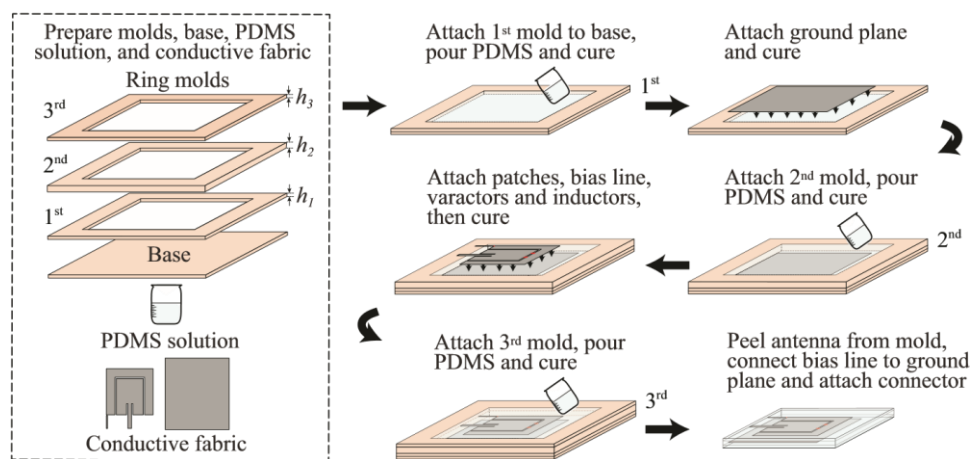 Prepare molds, base, PDMS
solution, and conductive fabric
Ring molds
3rd
h3
2nd
h2
1st
h1
Base
PDMS solution
Conductive fabric
Attach 1st mold to base,
pour PDMS and cure
1st
Attach ground plane
and cure
Attach 2nd mold, pour
PDMS and cure
2nd
Attach patches, bias line,
varactors and inductors,
then cure
Attach 3rd mold, pour
PDMS and cure
3rd
Peel antenna from mold,
connect bias line to ground
plane and attach connector